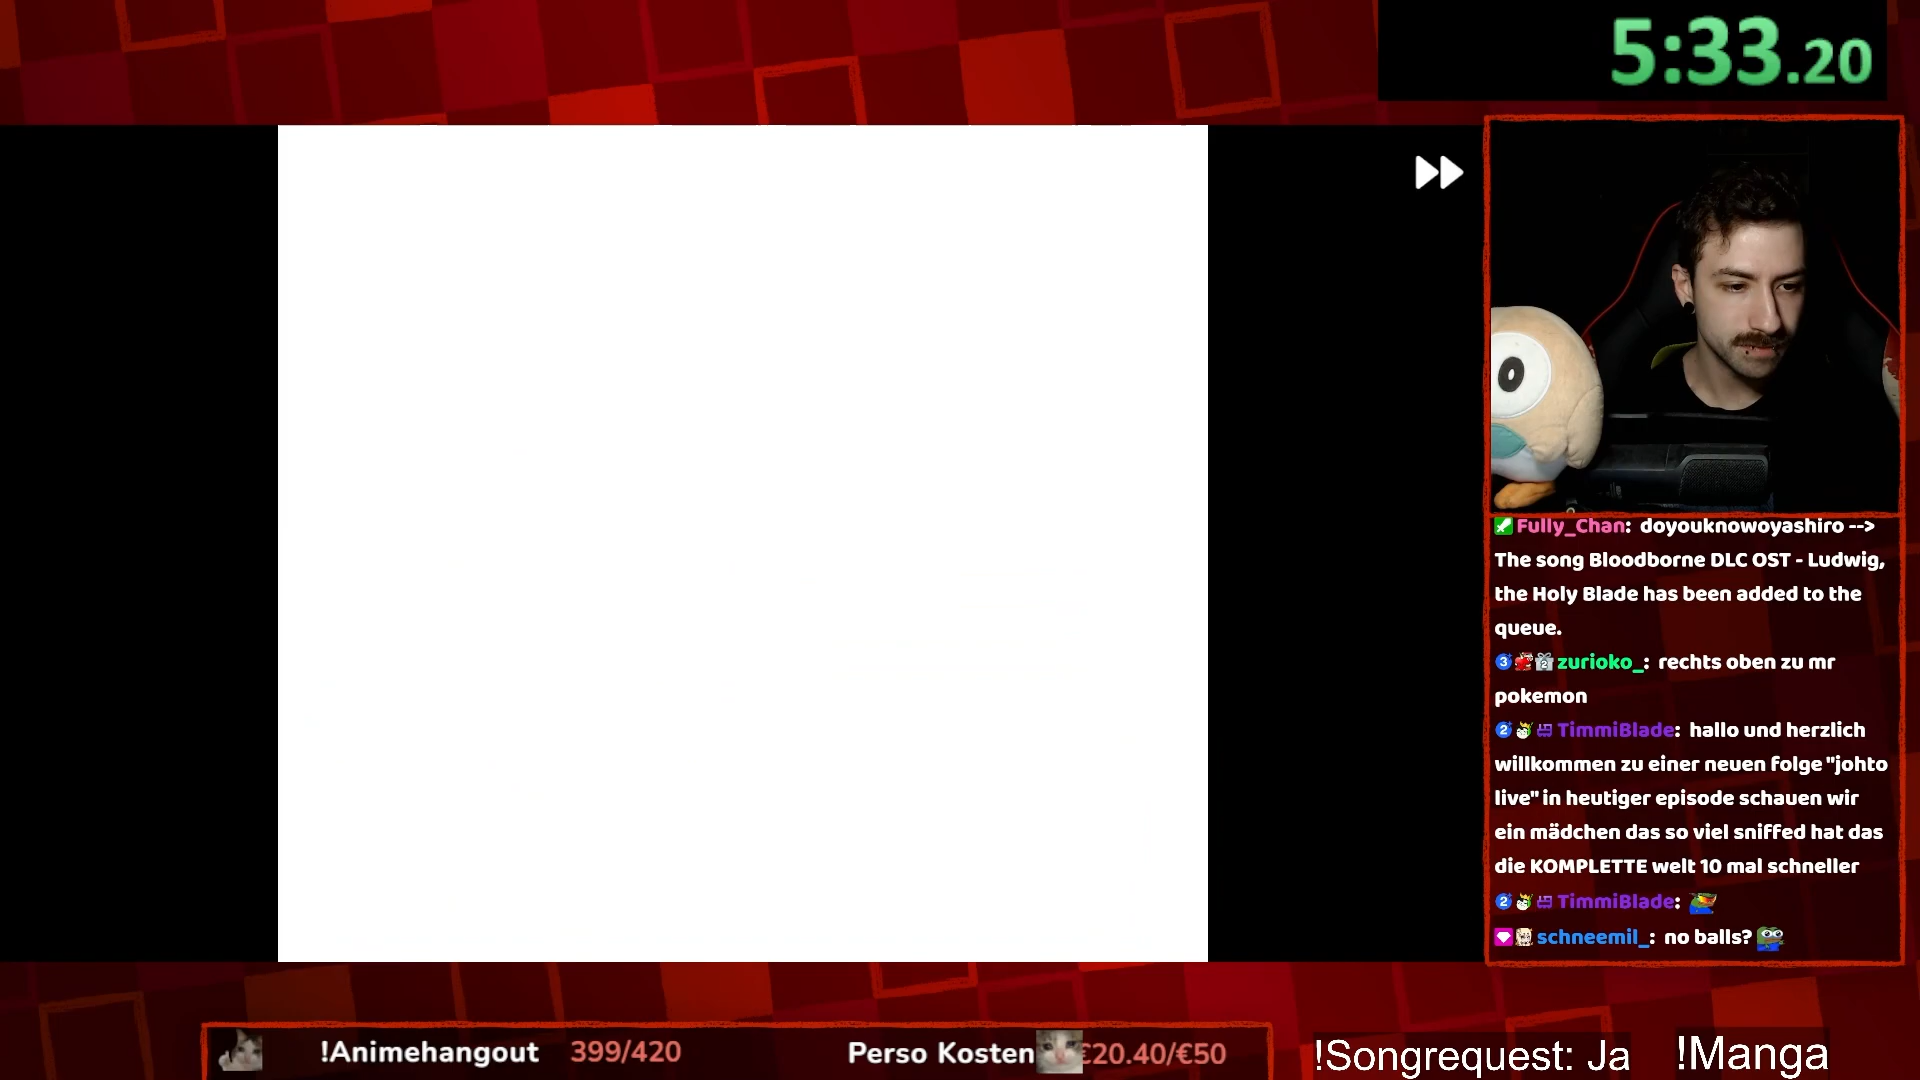 5:33.20
Fully_Chan: doyouknowoyashiro -->
The song Bloodborne DLC OST - Ludwig,
the Holy Blade has been added to the
queue.
zurioko_: rechts oben zu mr
pokemon
TimmiBlade: hallo und herzlich
willkommen zu einer neuen folge "johto
live" in heutiger episode schauen wir
ein mädchen das so viel sniffed hat das
die KOMPLETTE welt 10 mal schneller
TimmiBlade:
schneemil_: no balls?
!Animehangout 399/420 Perso Kosten €20.40/€50 !Songrequest: Ja !Manga